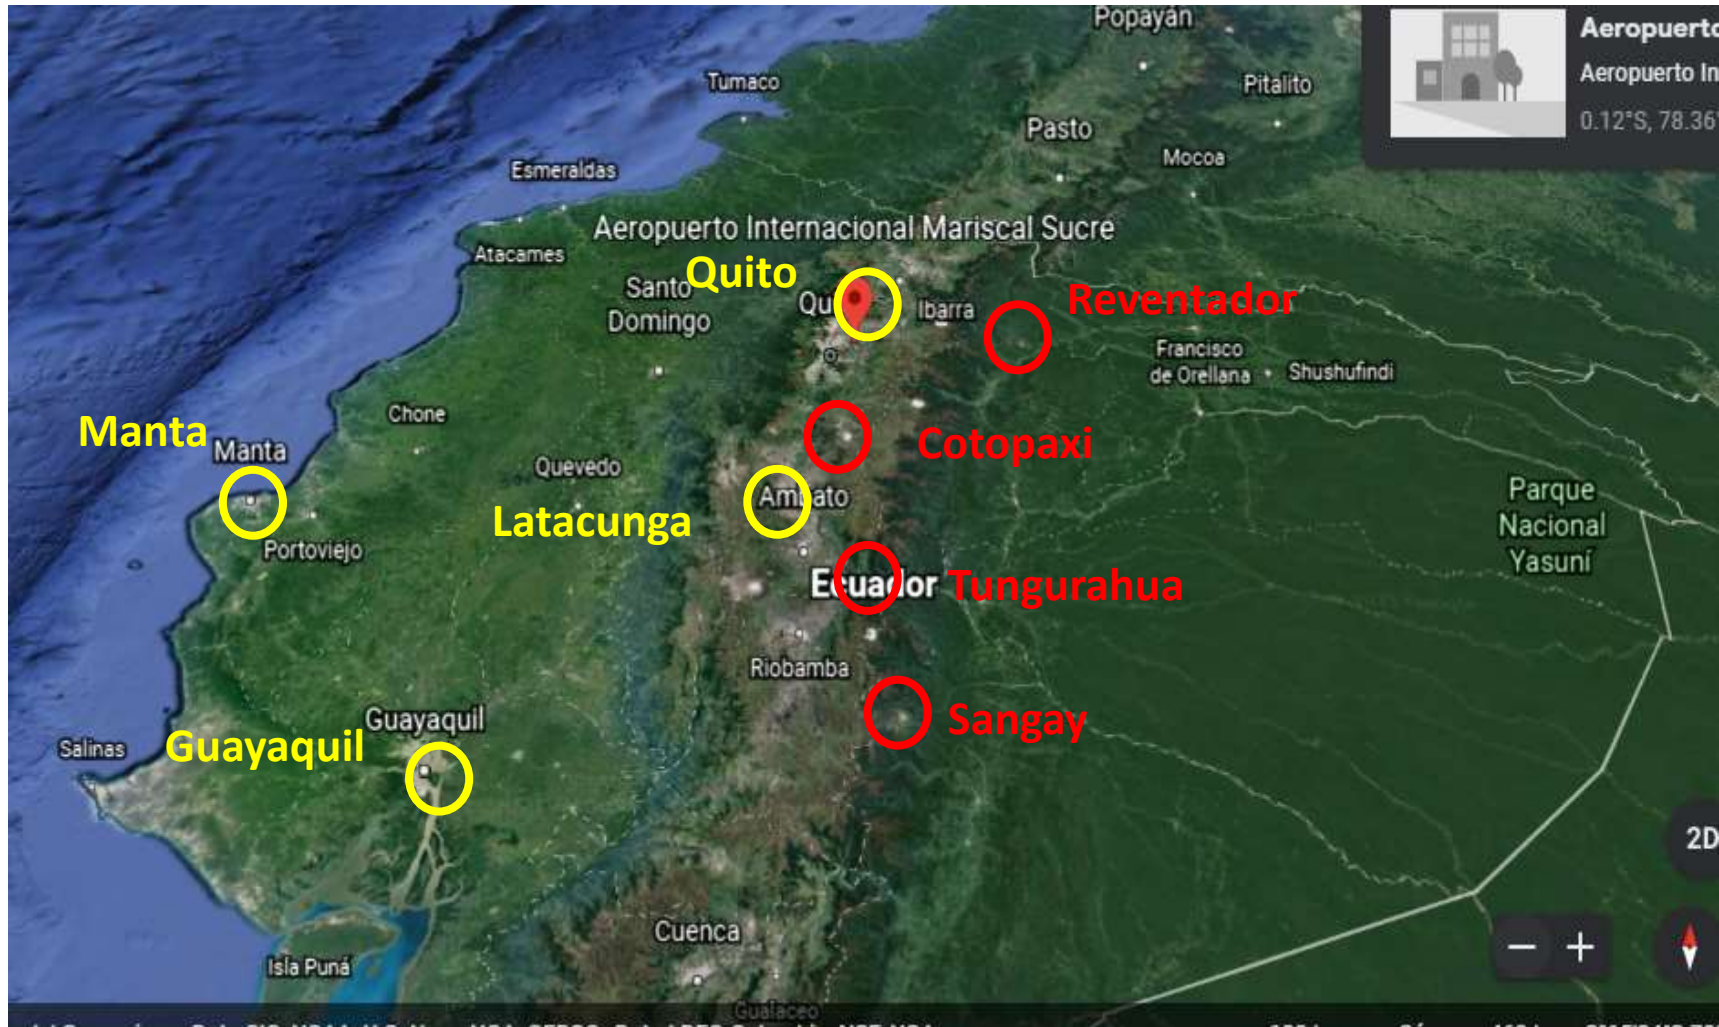 Popayán
Aeropuerto
Aeropuerto In
0.12°S, 78.36°
Tumaco
Pitalito
Pasto
Mocoa
Esmeraldas
Aeropuerto Internacional Mariscal Sucre
Atacames
Quito
Santo
Domingo
Qu
Ibarra
Reventador
Francisco
de Orellana
Shushufindi
Chone
Manta
Manta
Cotopaxi
Quevedo
Ambato
Latacunga
Parque
Nacional
Yasuní
Portoviejo
Ecuador
Tungurahua
Riobamba
Guayaquil
Sangay
Salinas
Guayaquil
2D
Cuenca
Isla Puná
Gualaceo